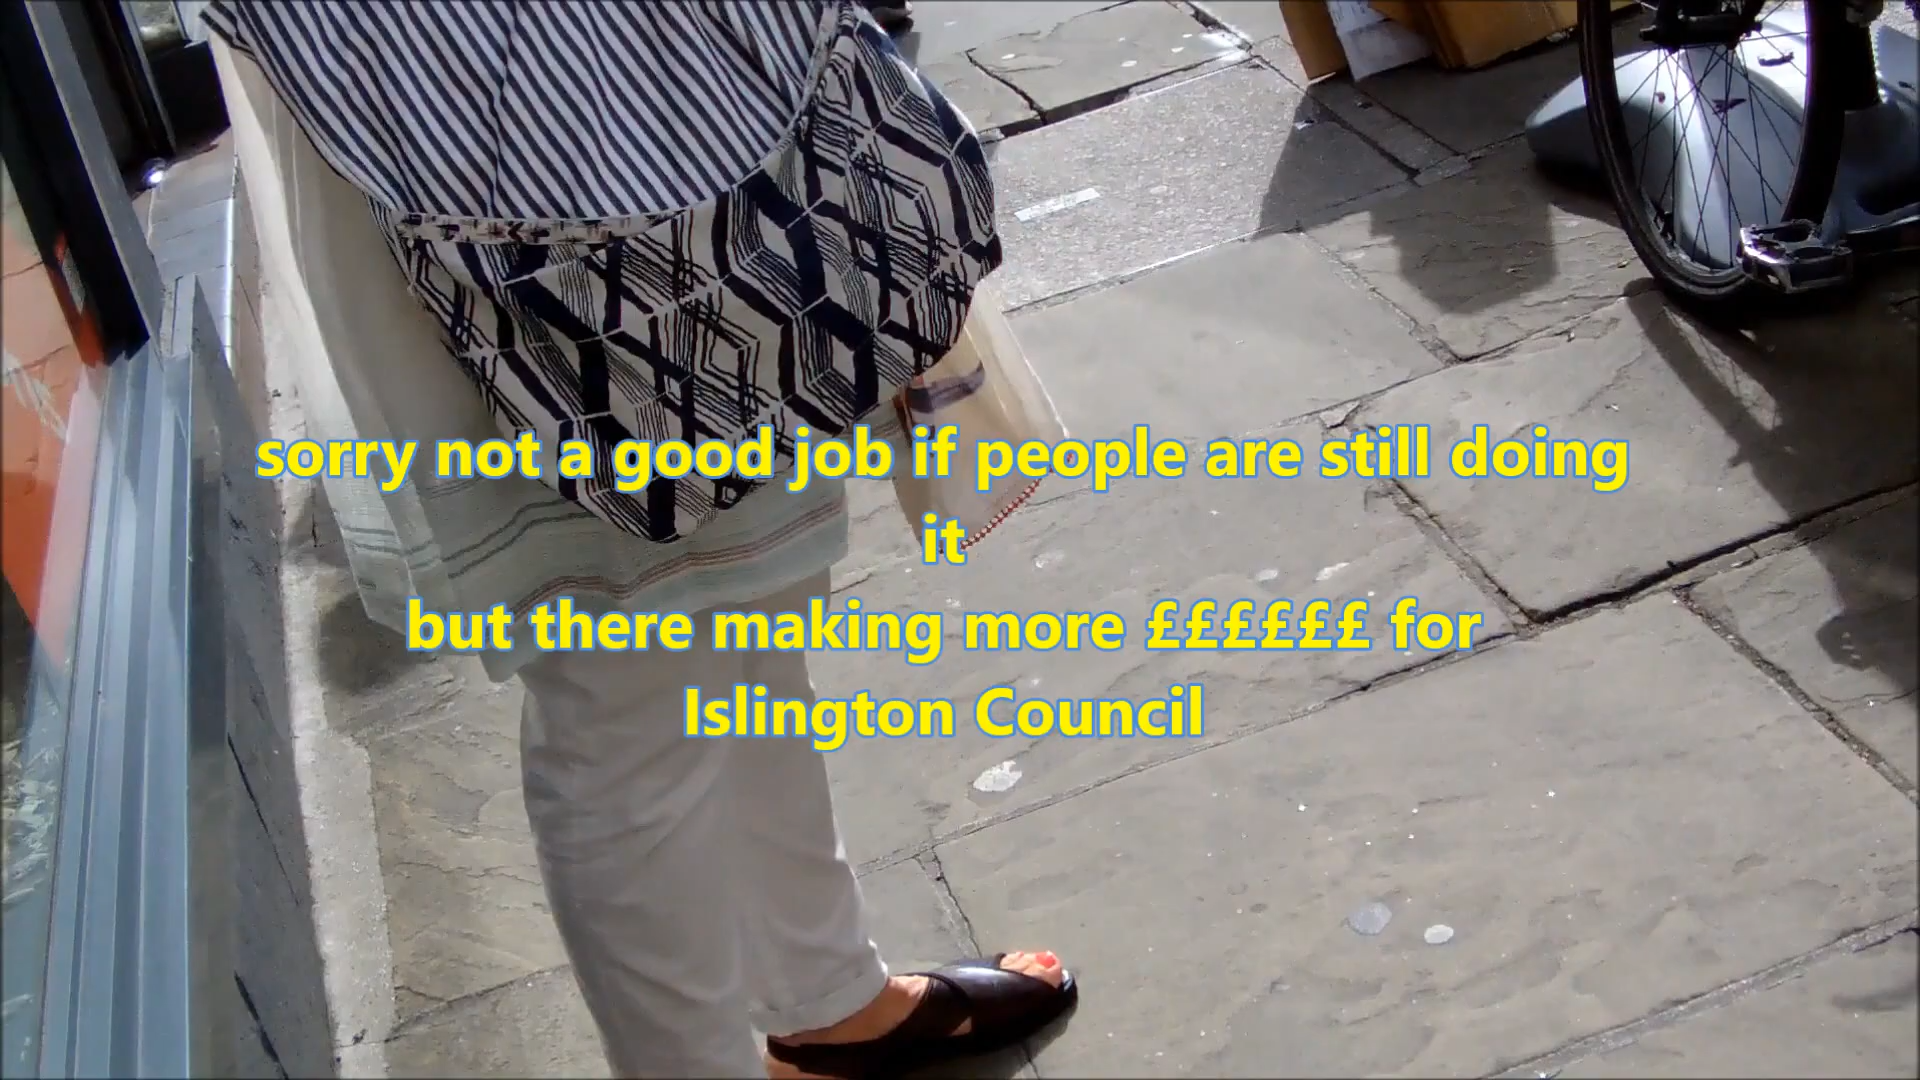 sorry not a good job if people are still doing
it
but there making more ££££££ for
Islington Council